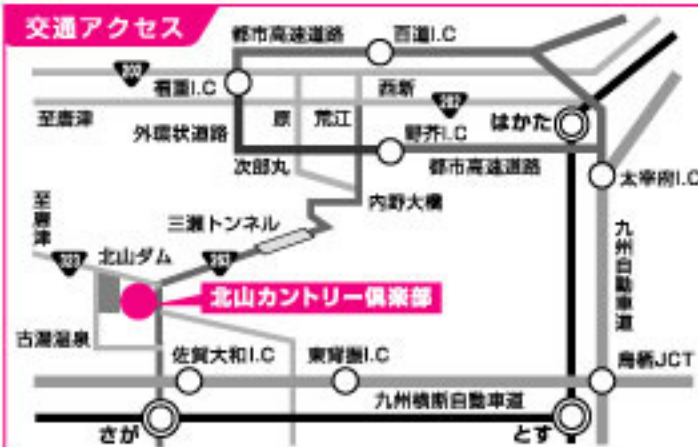 交通アクセス
都市高速道路
百道I.C
202
福重I.C
西新
202
至唐津
外環状道路
原
荒江
野芥I.C
はかた
次郎丸
都市高速道路
太宰府I.C
至唐津
内野大橋
三瀬トンネル
九州自動車道
323
北山ダム
263
北山カントリー倶楽部
古湯温泉
佐賀大和I.C
東背振I.C
鳥栖JCT
九州横断自動車道
さが
とす